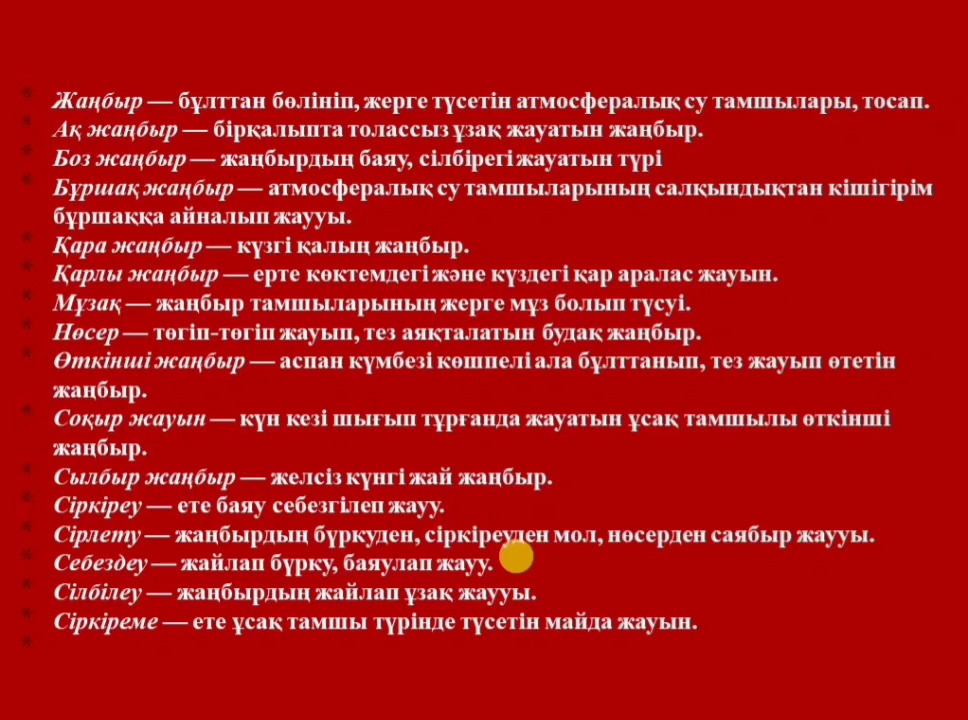 Жаңбыр — бұлттан бөлініп, жерге түсетін атмосфералық су тамшылары, тосап.
Ақ жаңбыр — бірқалыпта толассыз ұзақ жауатын жаңбыр.
Боз жаңбыр — жаңбырдың баяу, сілбірегі жауатын түрі
Бұршақ жаңбыр — атмосфералық су тамшыларының салқындықтан кішігірім
бұршаққа айналып жаууы.
Қара жаңбыр — күзгі қалың жаңбыр.
Қарлы жаңбыр — ерте көктемдегі және күздегі қар аралас жауын.
Мұзақ — жаңбыр тамшыларының жерге мұз болып түсуі.
Нөсер — төгіп-төгіп жауып, тез аяқталатын будақ жаңбыр.
Өткінші жаңбыр — аспан күмбезі көшпелі ала бұлттанып, тез жауып өтетін
жаңбыр.
Соқыр жауын — күн кезі шығып тұрғанда жауатын ұсақ тамшылы өткінші
жаңбыр.
Сылбыр жаңбыр — желсіз күнгі жай жаңбыр.
Сіркіреу — ете баяу себезгілеп жауу.
Сірлету — жаңбырдың бүркуден, сіркіреуден мол, нөсерден саябыр жаууы.
Себездеу — жайлап бүрку, баяулап жауу.
Сілбілеу — жаңбырдың жайлап ұзақ жаууы.
Сіркіреме — ете ұсақ тамшы түрінде түсетін майда жауын.